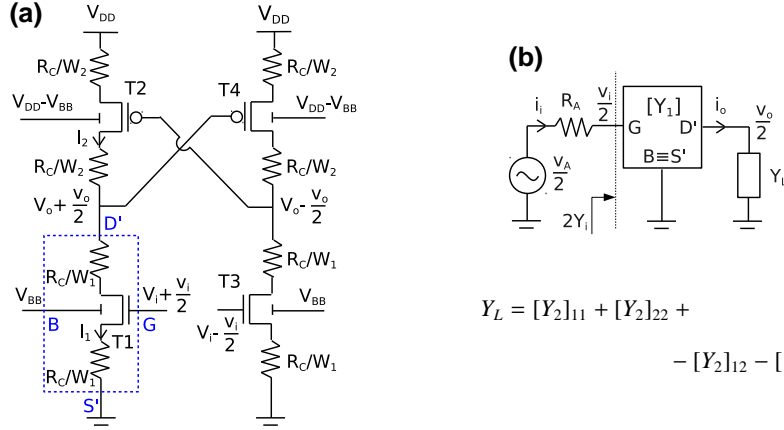 (a)
V_DD
V_DD
R_C/W_2
R_C/W_2
T2
T4
V_DD-V_BB
V_DD-V_BB
I_2
R_C/W_2
R_C/W_2
V_o + v_o/2
V_o - v_o/2
D'
R_C/W_1
R_C/W_1
T3
V_BB
V_i + v_i/2
V_BB
B
G
I_1
T1
V_i - v_i/2
R_C/W_1
R_C/W_1
S'
(b)
i_i
R_A
v_i/2
[Y_1]
i_o
v_o/2
G
D'
B≡S'
v_A/2
Y_L
2Y_i
Y_L = [Y_2]_11 + [Y_2]_22 +
- [Y_2]_12 - [